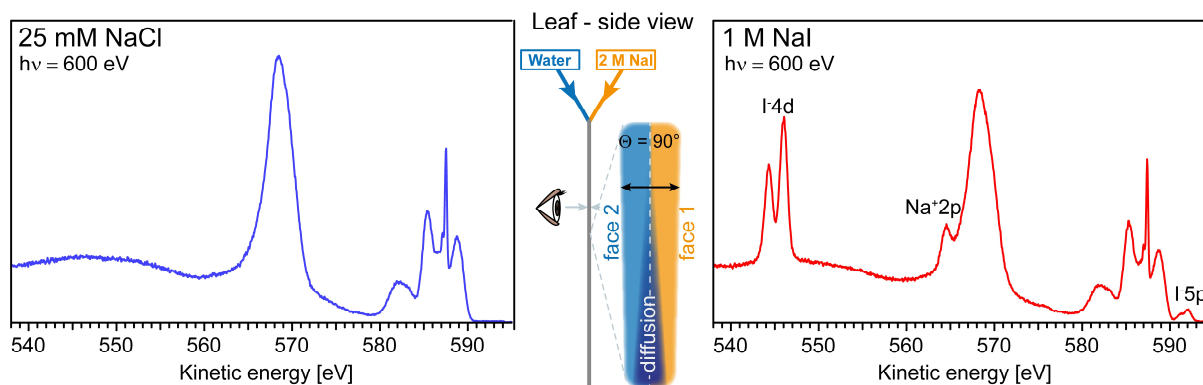 25 mM NaCl
hν = 600 eV
540 550 560 570 580 590
Kinetic energy [eV]
Leaf - side view
Water
2 M NaI
Θ = 90°
face 2
face 1
diffusion
1 M NaI
hν = 600 eV
I⁻4d
Na⁺2p
I 5p
540 550 560 570 580 590
Kinetic energy [eV]